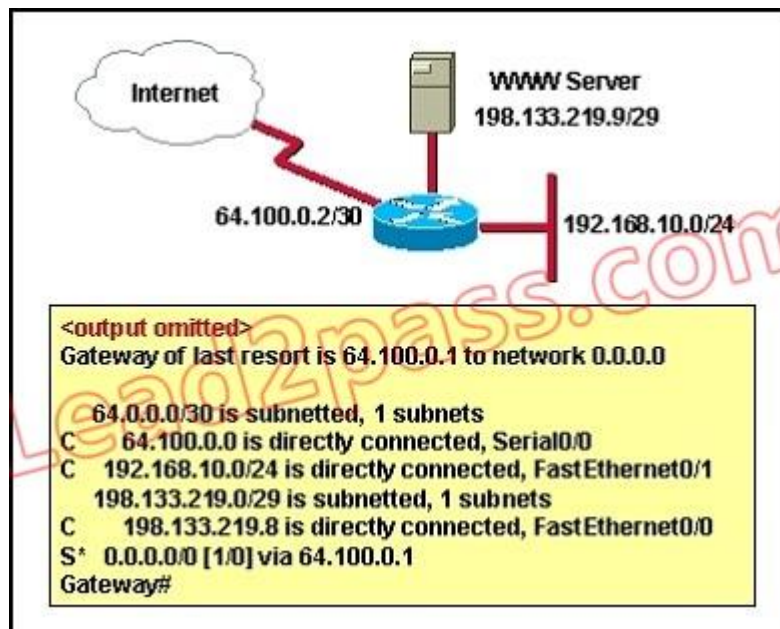 Internet
WWW Server
198.133.219.9/29
64.100.0.2/30
192.168.10.0/24
Lead2pass.com
<output omitted>
Gateway of last resort is 64.100.0.1 to network 0.0.0.0
64.0.0.0/30 is subnetted, 1 subnets
C 64.100.0.0 is directly connected, Serial0/0
C 192.168.10.0/24 is directly connected, FastEthernet0/1
198.133.219.0/29 is subnetted, 1 subnets
C 198.133.219.8 is directly connected, FastEthernet0/0
S* 0.0.0.0/0 [1/0] via 64.100.0.1
Gateway#